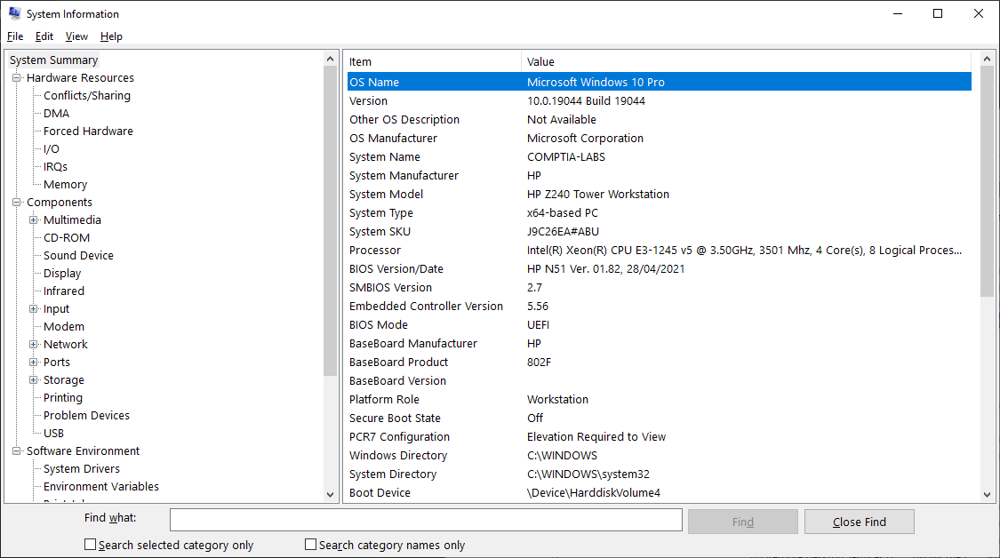 System Information
File Edit View Help
System Summary
Hardware Resources
Conflicts/Sharing
DMA
Forced Hardware
I/O
IRQs
Memory
Components
Multimedia
CD-ROM
Sound Device
Display
Infrared
Input
Modem
Network
Ports
Storage
Printing
Problem Devices
USB
Software Environment
System Drivers
Environment Variables
Item Value
OS Name Microsoft Windows 10 Pro
Version 10.0.19044 Build 19044
Other OS Description Not Available
OS Manufacturer Microsoft Corporation
System Name COMPTIA-LABS
System Manufacturer HP
System Model HP Z240 Tower Workstation
System Type x64-based PC
System SKU J9C26EA#ABU
Processor Intel(R) Xeon(R) CPU E3-1245 v5 @ 3.50GHz, 3501 Mhz, 4 Core(s), 8 Logical Proces...
BIOS Version/Date HP N51 Ver. 01.82, 28/04/2021
SMBIOS Version 2.7
Embedded Controller Version 5.56
BIOS Mode UEFI
BaseBoard Manufacturer HP
BaseBoard Product 802F
BaseBoard Version
Platform Role Workstation
Secure Boot State Off
PCR7 Configuration Elevation Required to View
Windows Directory C:\WINDOWS
System Directory C:\WINDOWS\system32
Boot Device \Device\HarddiskVolume4
Find what: Find Close Find
Search selected category only Search category names only